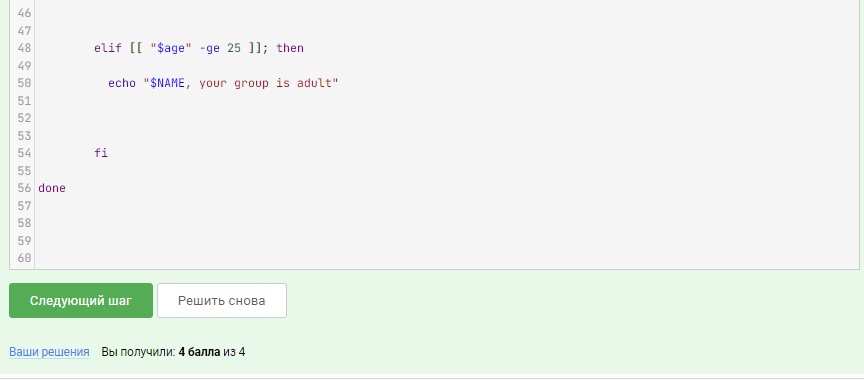 46
47
48 elif [[ "$age" -ge 25 ]]; then
49
50 echo "$NAME, your group is adult"
51
52
53
54 fi
55
56 done
57
58
59
60
Следующий шаг Решить снова
Ваши решения Вы получили: 4 балла из 4